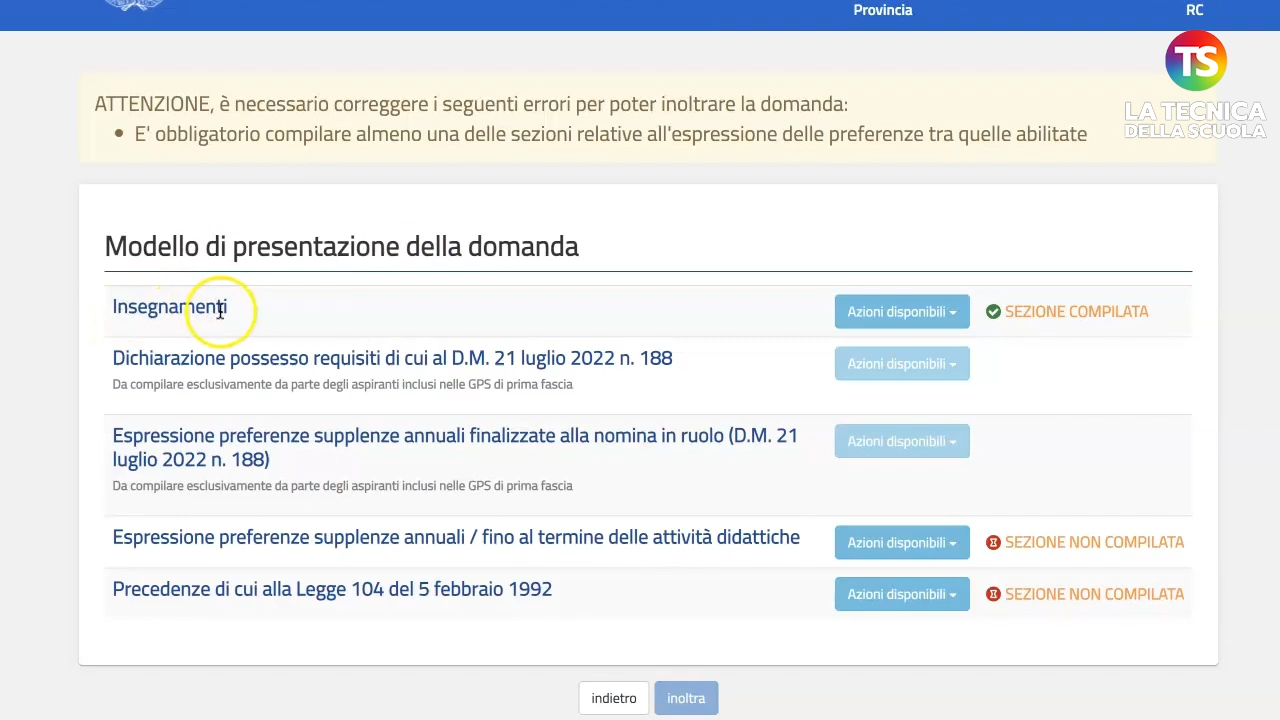 Provincia RC
TS
LA TECNICA
DELLA SCUOLA
ATTENZIONE, è necessario correggere i seguenti errori per poter inoltrare la domanda:
• E' obbligatorio compilare almeno una delle sezioni relative all'espressione delle preferenze tra quelle abilitate
Modello di presentazione della domanda
Insegnamenti Azioni disponibili SEZIONE COMPILATA
Dichiarazione possesso requisiti di cui al D.M. 21 luglio 2022 n. 188 Azioni disponibili
Da compilare esclusivamente da parte degli aspiranti inclusi nelle GPS di prima fascia
Espressione preferenze supplenze annuali finalizzate alla nomina in ruolo (D.M. 21 Azioni disponibili
luglio 2022 n. 188)
Da compilare esclusivamente da parte degli aspiranti inclusi nelle GPS di prima fascia
Espressione preferenze supplenze annuali / fino al termine delle attività didattiche Azioni disponibili SEZIONE NON COMPILATA
Precedenze di cui alla Legge 104 del 5 febbraio 1992 Azioni disponibili SEZIONE NON COMPILATA
indietro inoltra